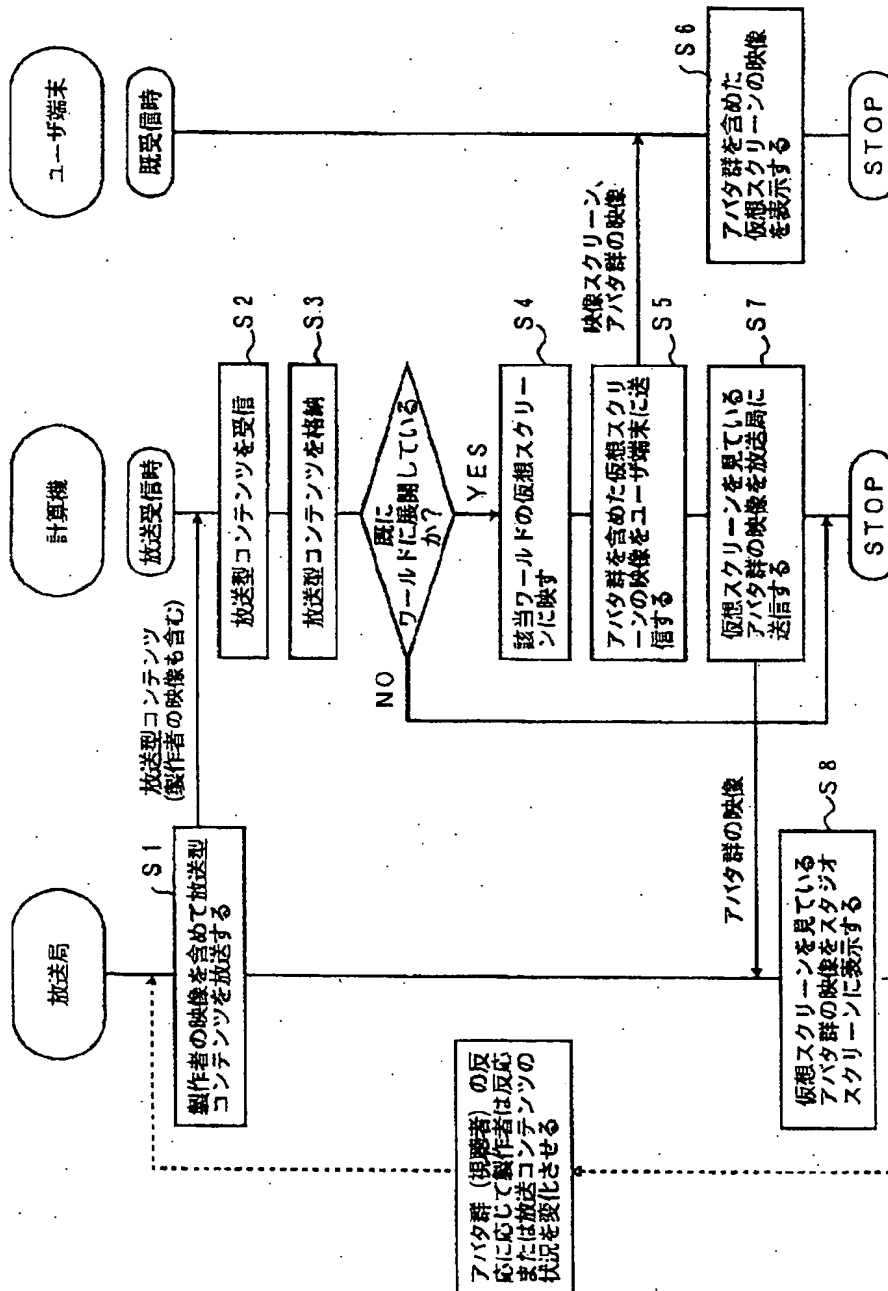 放送局
S1
製作者の映像を含めて放送型
コンテンツを放送する
放送型コンテンツ
(製作者の映像も含む)
アバタ群(視聴者)の反
応に応じて製作者は反応
または放送コンテンツの
状況を変化させる
アバタ群の映像
S8
仮想スクリーンを見ている
アバタ群の映像をスタジオ
スクリーンに表示する
計算機
放送受信時
S2
放送型コンテンツを受信
S3
放送型コンテンツを格納
既に
ワールドに展開している
か?
NO
YES
S4
該当ワールドの仮想スクリー
ンに映す
S5
アバタ群を含めた仮想スクリ
ーンの映像をユーザ端末に送
信する
映像スクリーン、
アバタ群の映像
S7
仮想スクリーンを見ている
アバタ群の映像を放送局に
送信する
STOP
ユーザ端末
既受信時
S6
アバタ群を含めた
仮想スクリーンの映像
を表示する
STOP